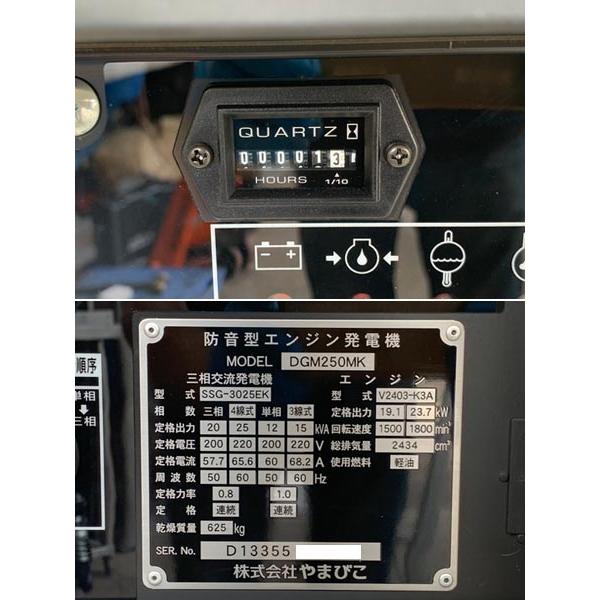 QUARTZ
0 0 0 0 1 3
HOURS 1/10
- +
順序
単相
三相
防音型エンジン発電機
MODEL DGM250MK
三相交流発電機 エンジン
型式 SSG-3025EK 型式 V2403-K3A
相数 三相 4線式 単相 3線式 定格出力 19.1 23.7 kW
定格出力 20 25 12 15 kVA 回転速度 1500 1800 min⁻¹
定格電圧 200 220 200 220 V 総排気量 2434 cm³
定格電流 57.7 65.6 60 68.2 A 使用燃料 軽油
周波数 50 60 50 60 Hz
定格力率 0.8 1.0
定格 連続 連続
乾燥質量 625 kg
SER. No. D13355
株式会社やまびこ